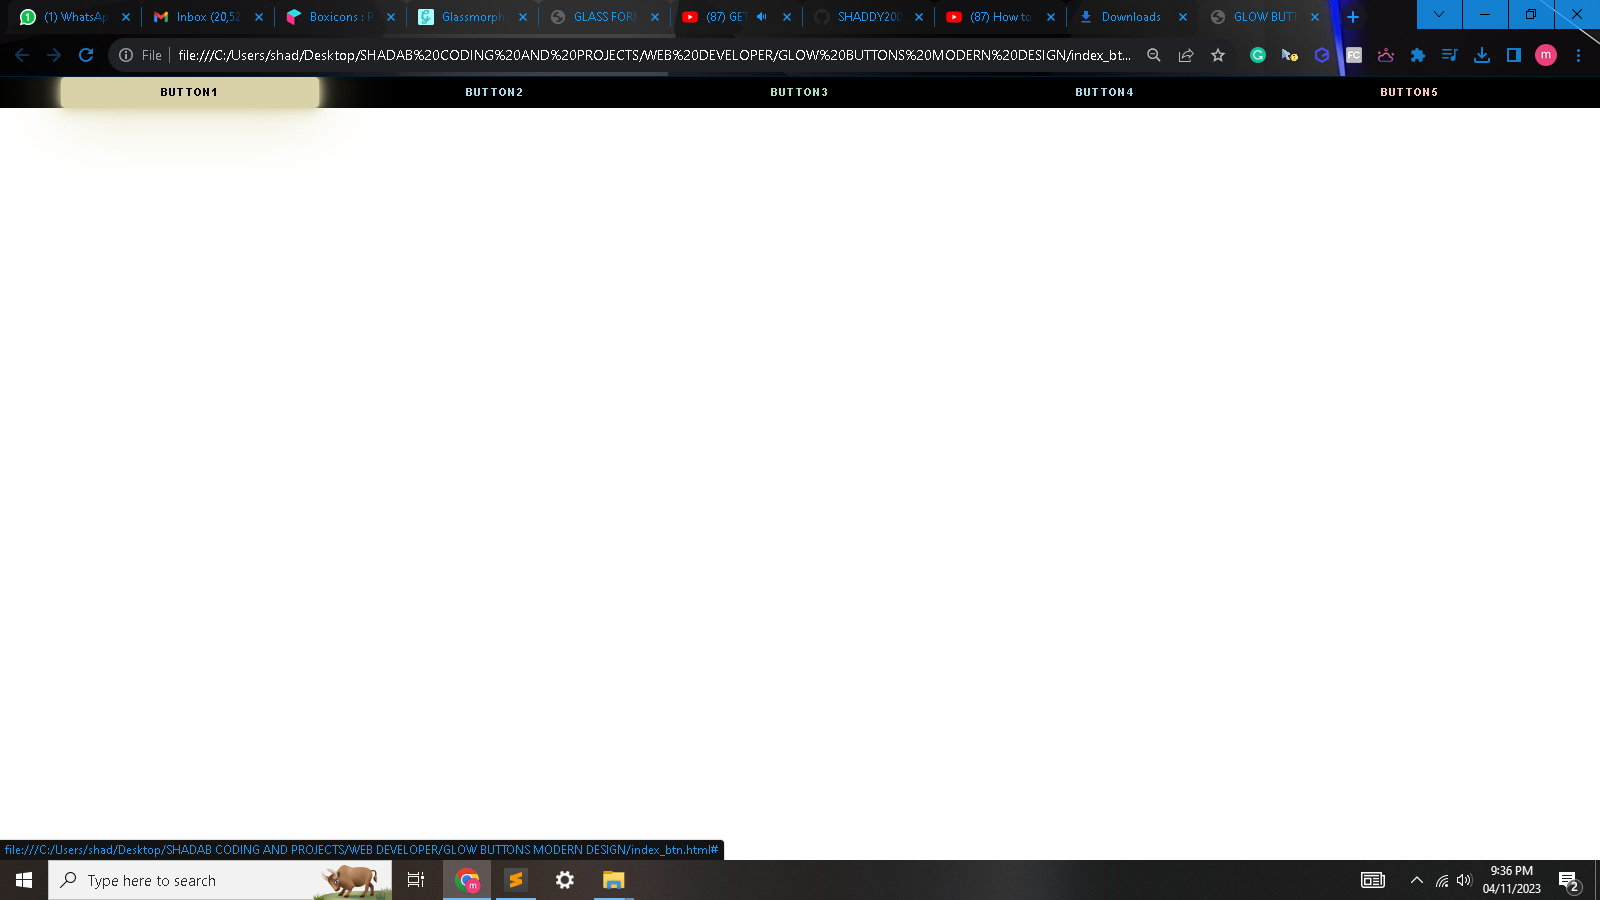 (1) WhatsAp
Inbox (20,52
Boxicons : P
Glassmorph
GLASS FORM
(87) GET
SHADDY200
(87) How to
Downloads
GLOW BUTT
File
file:///C:/Users/shad/Desktop/SHADAB%20CODING%20AND%20PROJECTS/WEB%20DEVELOPER/GLOW%20BUTTONS%20MODERN%20DESIGN/index_bt...
G
FC
m
BUTTON1
BUTTON2
BUTTON3
BUTTON4
BUTTON5
file:///C:/Users/shad/Desktop/SHADAB CODING AND PROJECTS/WEB DEVELOPER/GLOW BUTTONS MODERN DESIGN/index_btn.html#
Type here to search
m
9:36 PM
04/11/2023
2